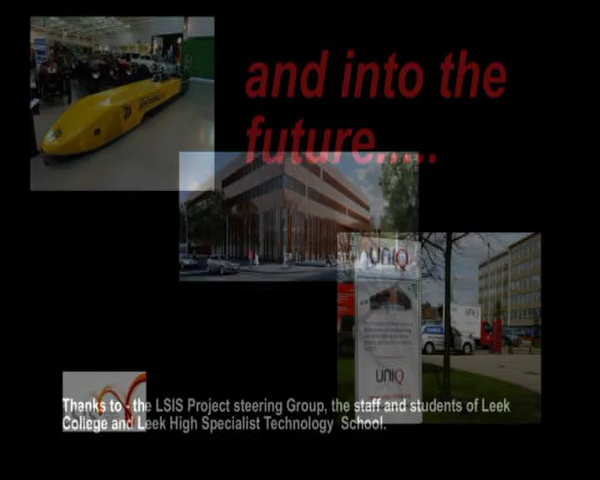 and into the
future.....
UNIQ
UNIQ
Thanks to - the LSIS Project steering Group, the staff and students of Leek
College and Leek High Specialist Technology School.